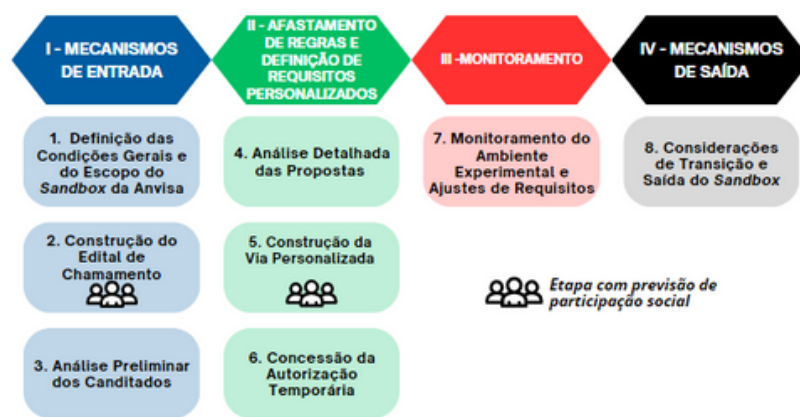 I - MECANISMOS
DE ENTRADA
II - AFASTAMENTO
DE REGRAS E
DEFINIÇÃO DE
REQUISITOS
PERSONALIZADOS
III -MONITORAMENTO
IV - MECANISMOS
DE SAÍDA
1. Definição das
Condições Gerais e
do Escopo do
Sandbox da Anvisa
2. Construção do
Edital de
Chamamento
3. Análise Preliminar
dos Canditados
4. Análise Detalhada
das Propostas
5. Construção da
Via Personalizada
6. Concessão da
Autorização
Temporária
7. Monitoramento do
Ambiente
Experimental e
Ajustes de Requisitos
8. Considerações
de Transição e
Saída do Sandbox
Etapa com previsão de
participação social